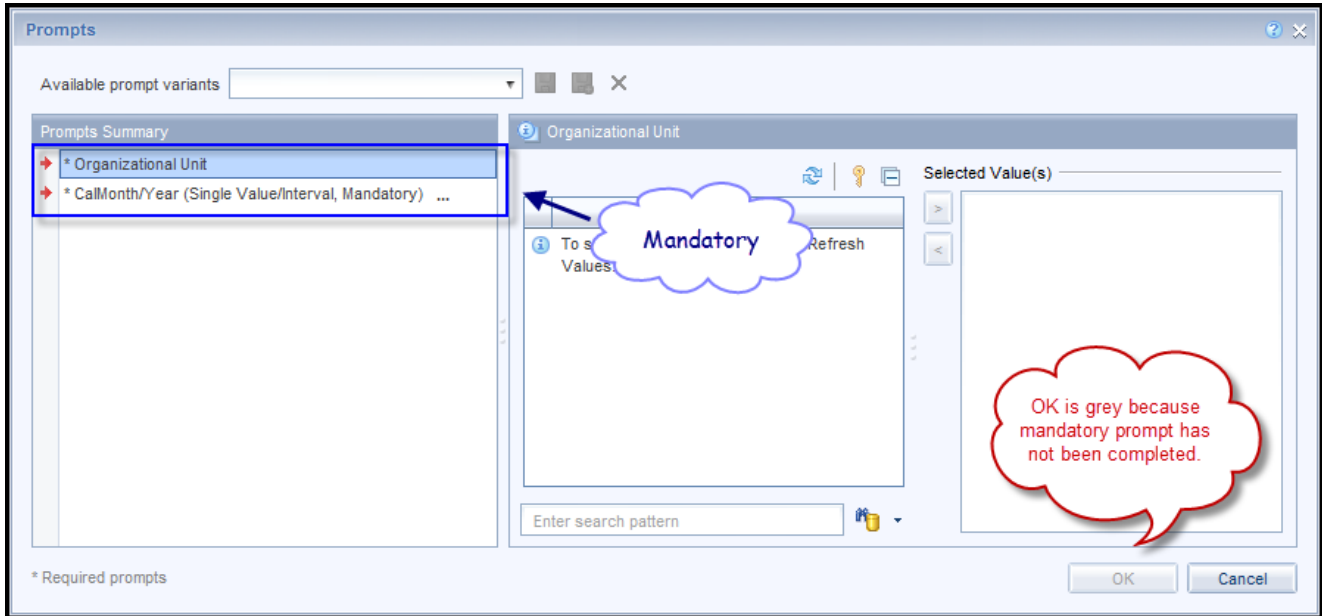 Prompts
Available prompt variants
Prompts Summary
* Organizational Unit
* CalMonth/Year (Single Value/Interval, Mandatory) ...
Organizational Unit
Selected Value(s)
>
<
To s
Refresh
Values.
Mandatory
OK is grey because
mandatory prompt has
not been completed.
Enter search pattern
* Required prompts
OK
Cancel